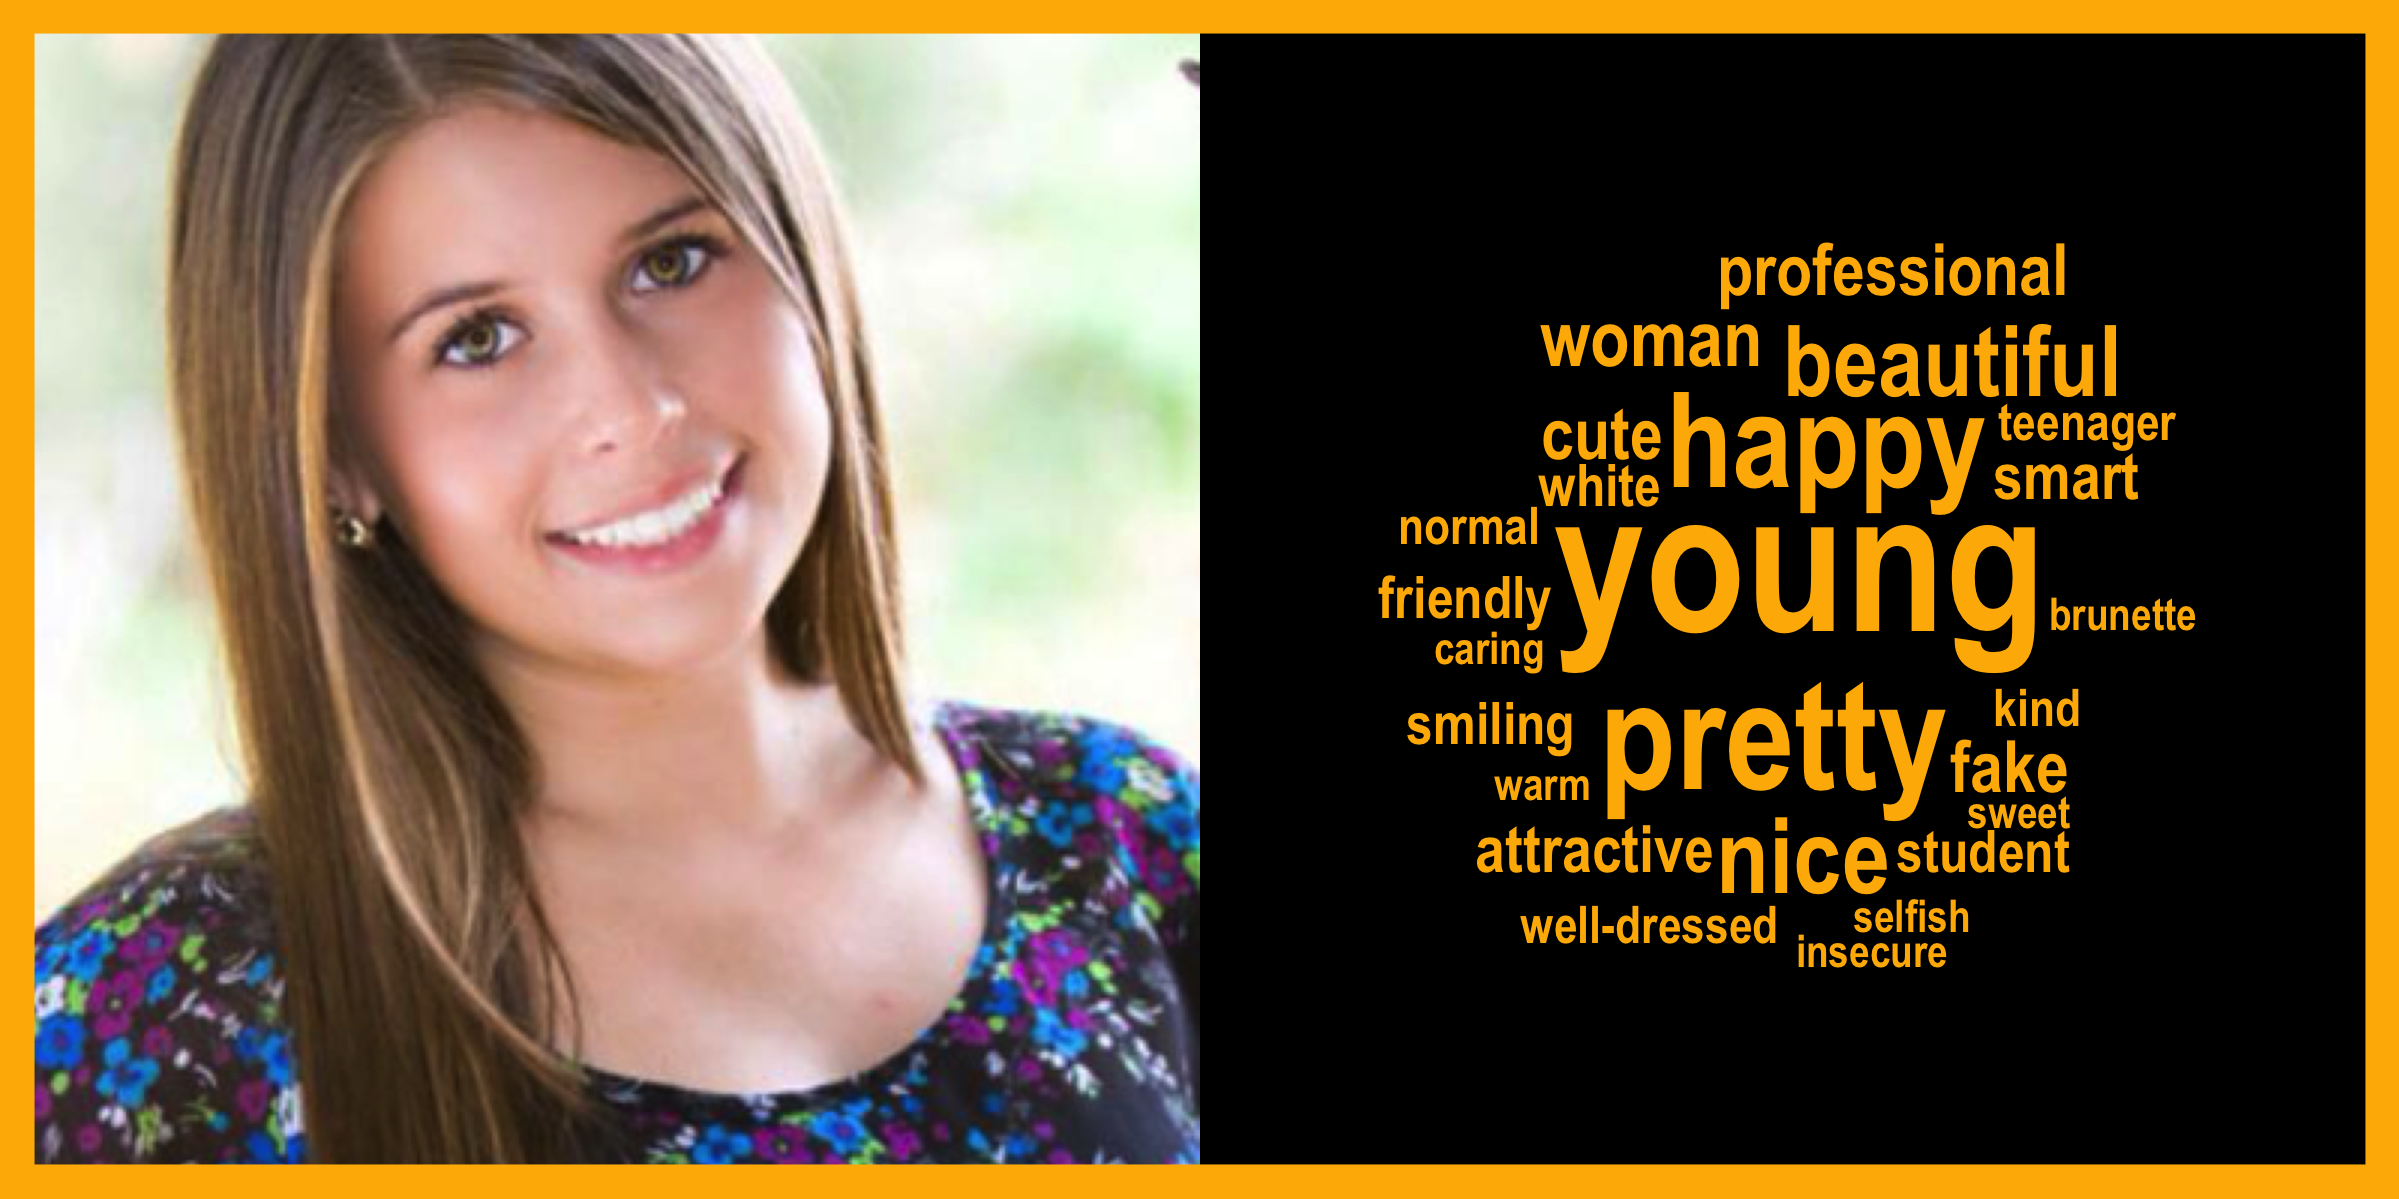 professional
woman beautiful
cute happy teenager
white smart
normal young
friendly brunette
caring
smiling pretty kind
warm fake
sweet
attractive nice student
well-dressed selfish
insecure